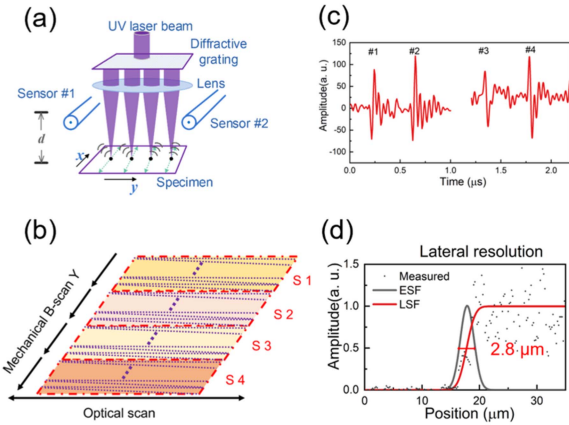 (a)
UV laser beam
Diffractive
grating
Lens
Sensor #1
Sensor #2
d
x
y
Specimen
(b)
Mechanical B-scan Y
S 1
S 2
S 3
S 4
Optical scan
(c)
Amplitude(a. u.)
150
100
50
0
-50
-100
#1
#2
#3
#4
0.0
0.5
1.0
1.5
2.0
Time (μs)
(d)
Lateral resolution
Amplitude(a. u.)
1.5
1.0
0.5
0.0
Measured
ESF
LSF
2.8 μm
0
10
20
30
Position (μm)